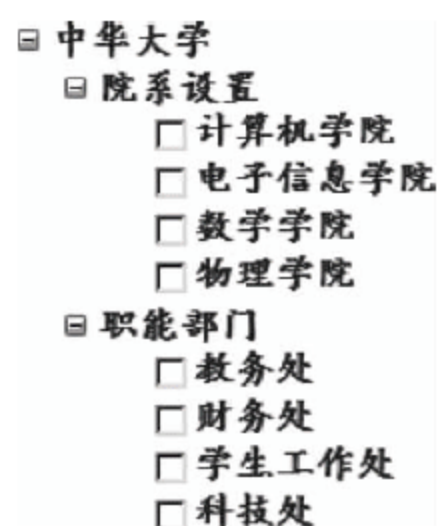 中华大学
院系设置
计算机学院
电子信息学院
数学学院
物理学院
职能部门
教务处
财务处
学生工作处
科技处